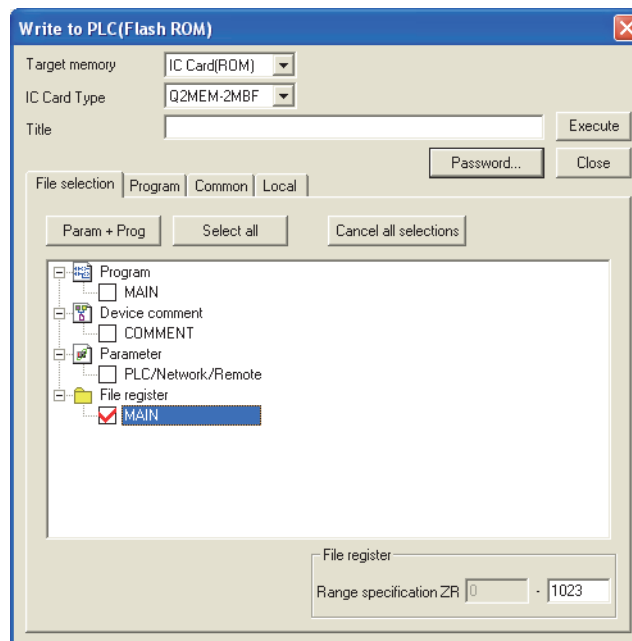 Write to PLC(Flash ROM)
Target memory IC Card(ROM)
IC Card Type Q2MEM-2MBF
Title Execute
Password... Close
File selection Program Common Local
Param + Prog Select all Cancel all selections
Program
MAIN
Device comment
COMMENT
Parameter
PLC/Network/Remote
File register
MAIN
File register
Range specification ZR 0 - 1023